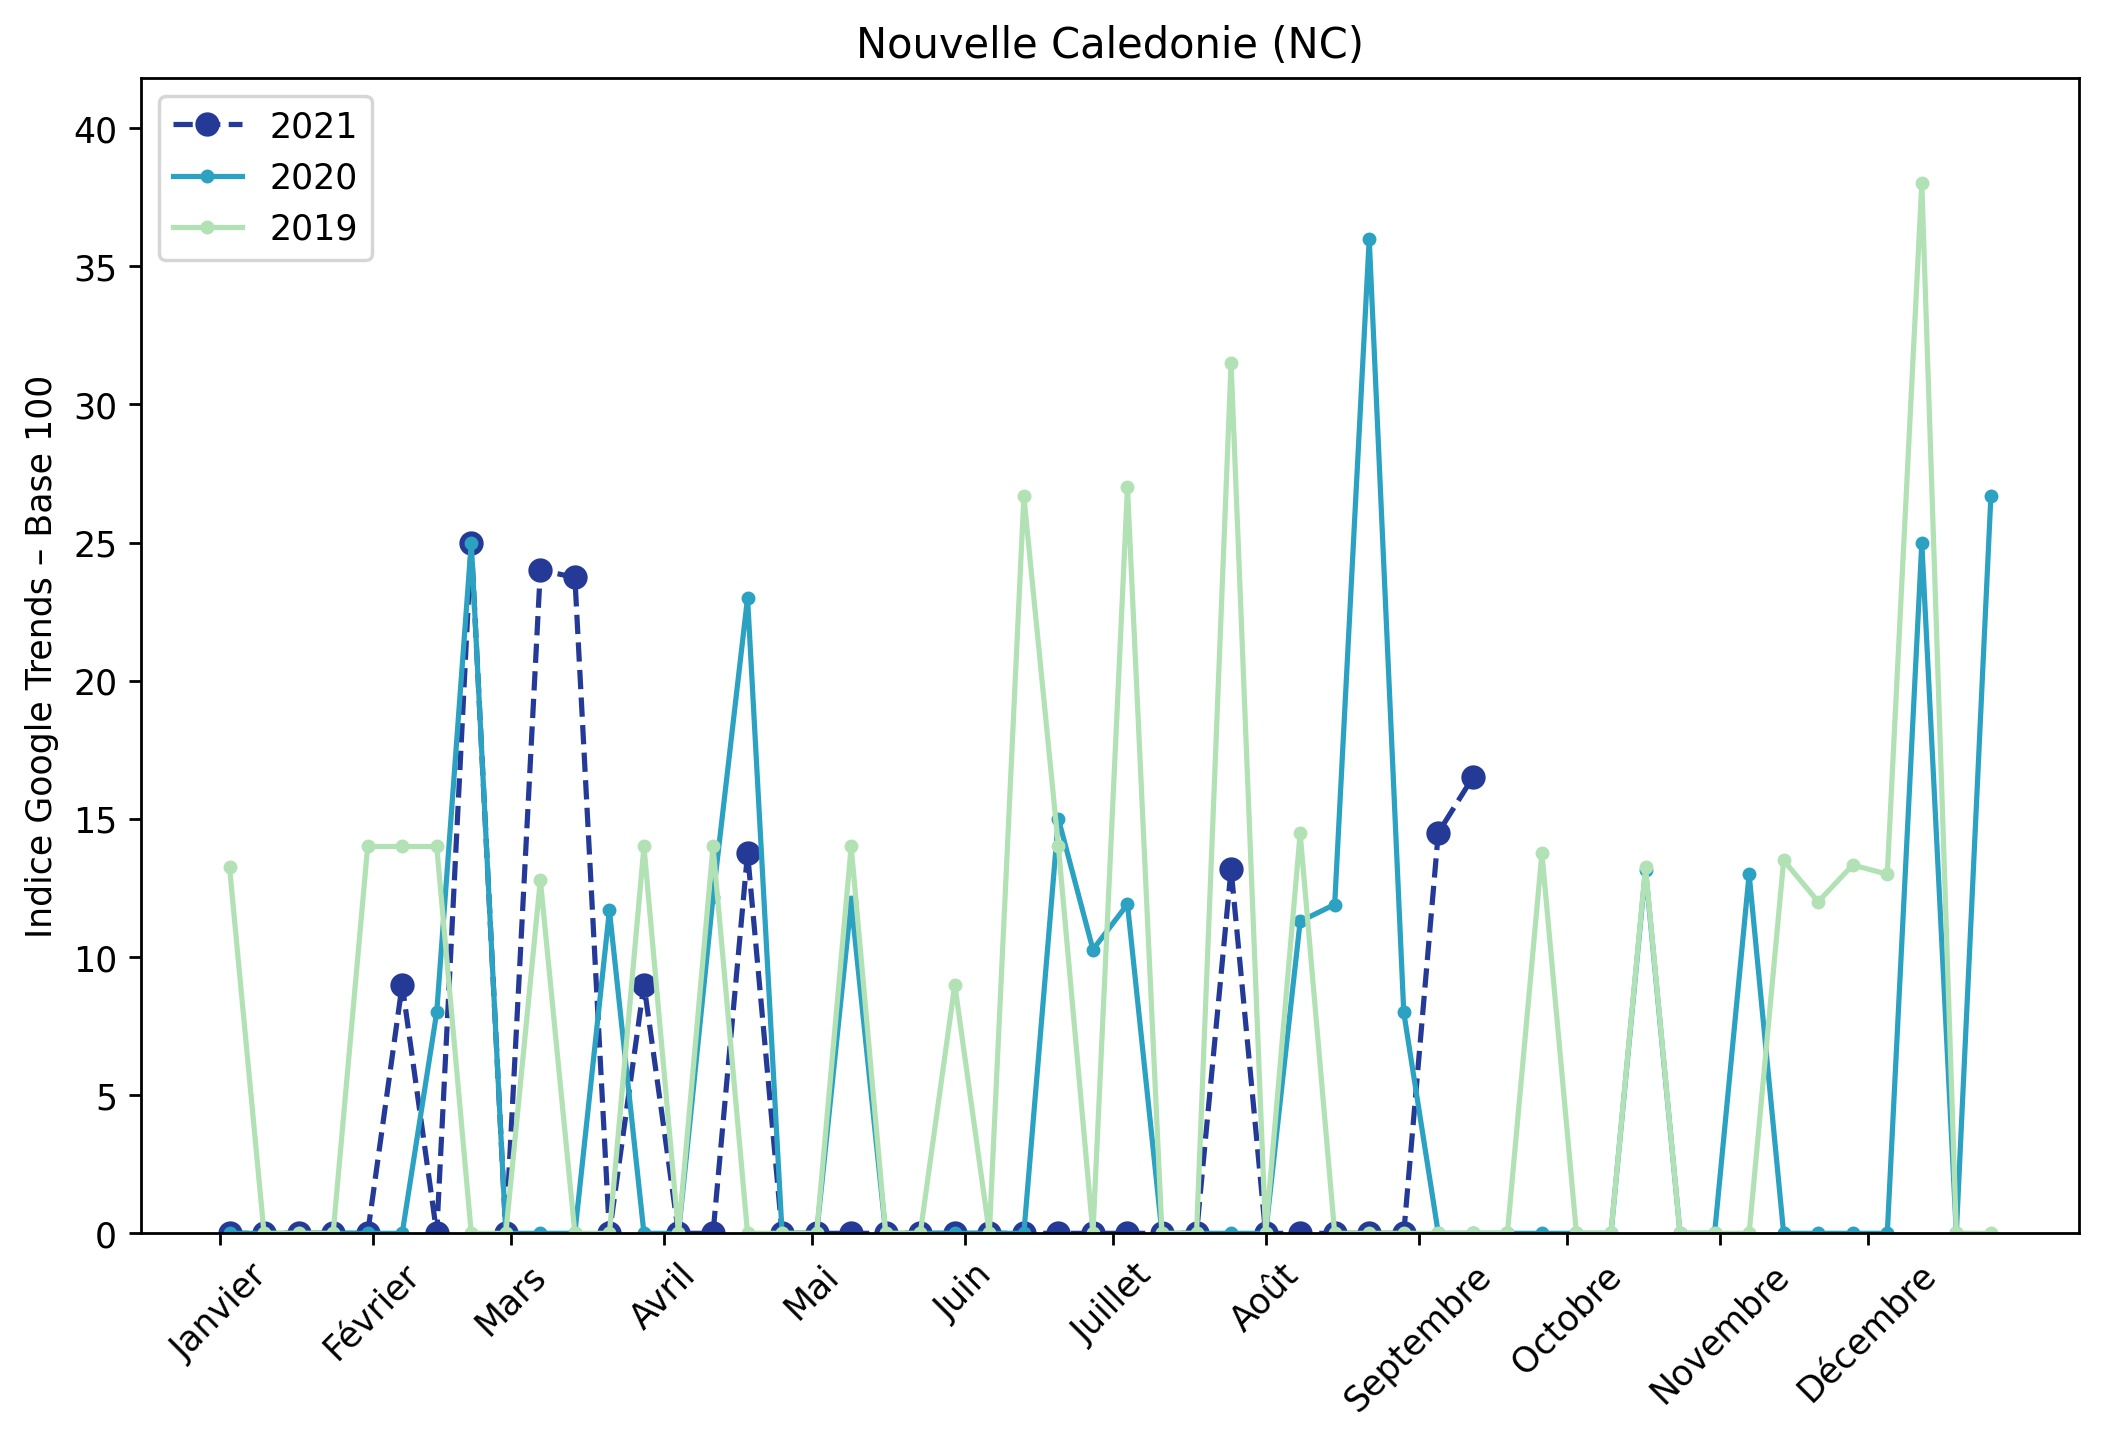 Nouvelle Caledonie (NC)
2021
2020
2019
Indice Google Trends – Base 100
40
35
30
25
20
15
10
5
0
Janvier
Février
Mars
Avril
Mai
Juin
Juillet
Août
Septembre
Octobre
Novembre
Décembre